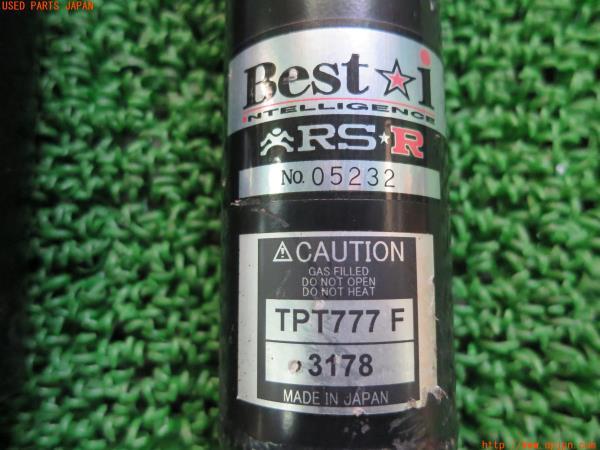 USED PARTS JAPAN
Best☆i
INTELLIGENCE
RS★R
No. 05232
⚠CAUTION
GAS FILLED
DO NOT OPEN
DO NOT HEAT
TPT777 F
3178
MADE IN JAPAN